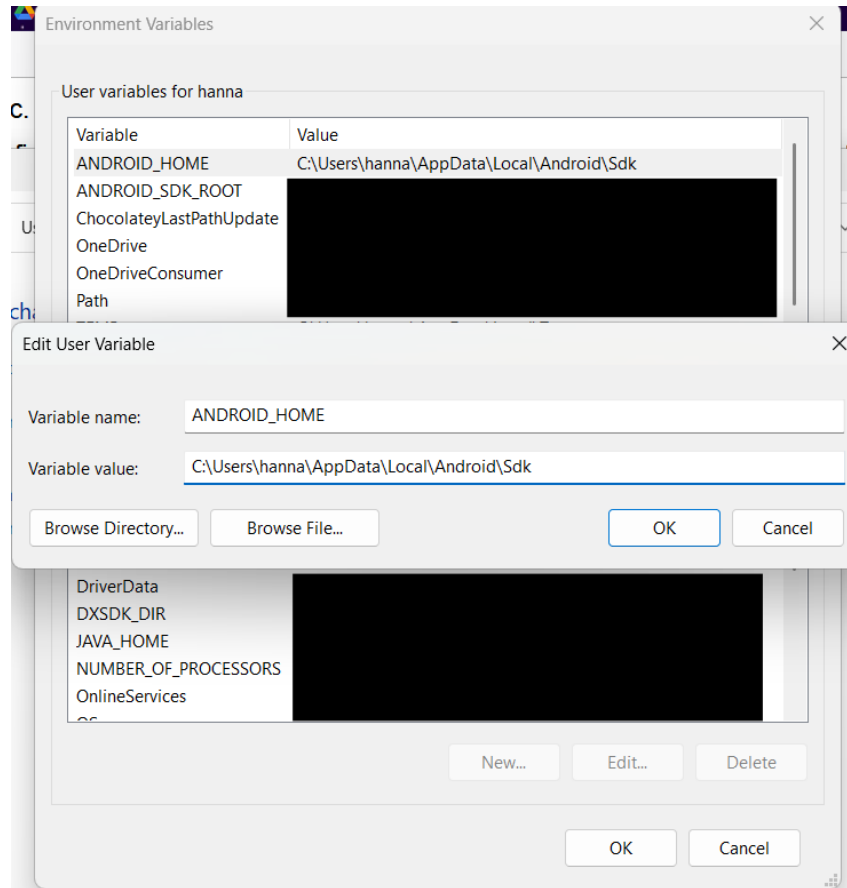 Environment Variables
C.
User variables for hanna
Variable Value
ANDROID_HOME C:\Users\hanna\AppData\Local\Android\Sdk
ANDROID_SDK_ROOT
ChocolateyLastPathUpdate
OneDrive
OneDriveConsumer
Path
Edit User Variable
Variable name: ANDROID_HOME
Variable value: C:\Users\hanna\AppData\Local\Android\Sdk
Browse Directory... Browse File... OK Cancel
DriverData
DXSDK_DIR
JAVA_HOME
NUMBER_OF_PROCESSORS
OnlineServices
New... Edit... Delete
OK Cancel